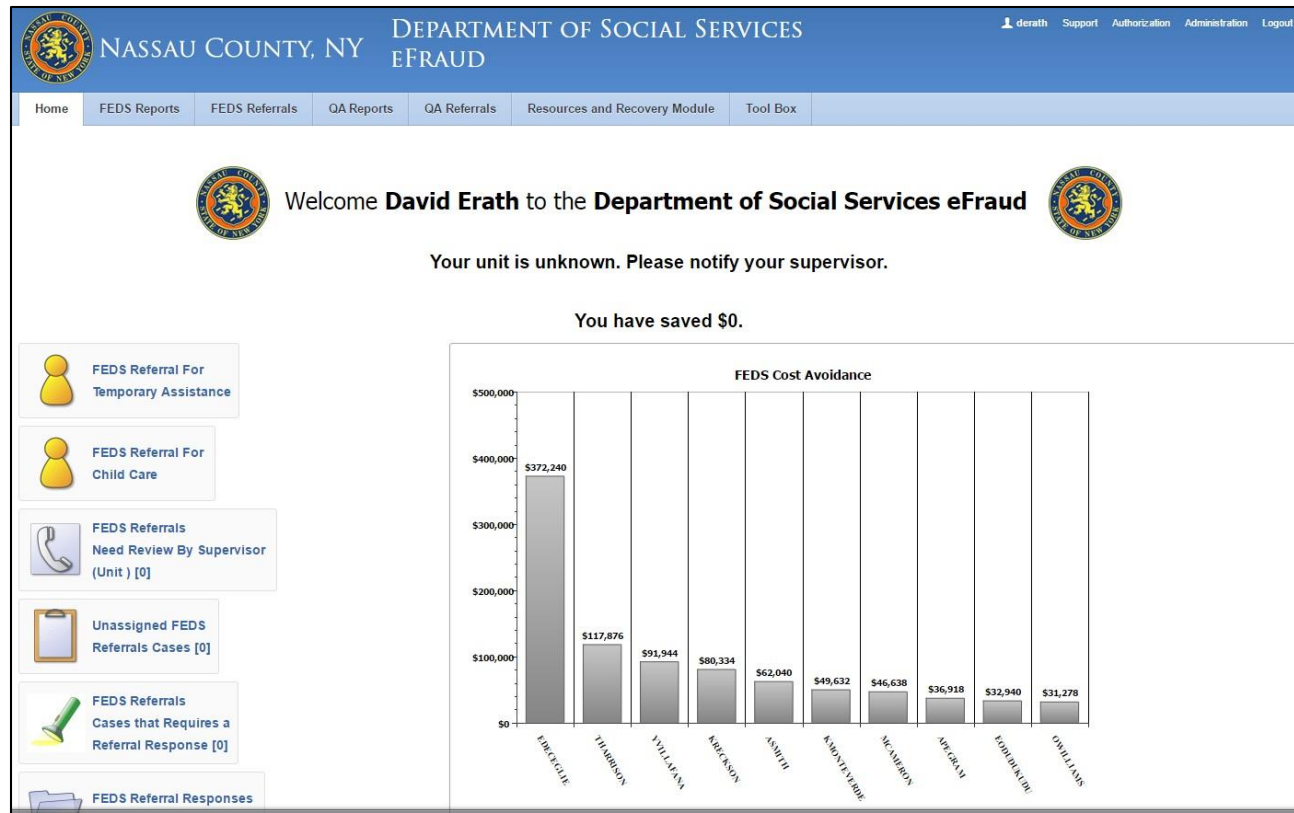 NASSAU COUNTY, NY
DEPARTMENT OF SOCIAL SERVICES
EFRAUD
derath Support Authorization Administration Logout
Home FEDS Reports FEDS Referrals QA Reports QA Referrals Resources and Recovery Module Tool Box
Welcome David Erath to the Department of Social Services eFraud
Your unit is unknown. Please notify your supervisor.
You have saved $0.
FEDS Referral For
Temporary Assistance
FEDS Referral For
Child Care
FEDS Referrals
Need Review By Supervisor
(Unit ) [0]
Unassigned FEDS
Referrals Cases [0]
FEDS Referrals
Cases that Requires a
Referral Response [0]
FEDS Referral Responses
FEDS Cost Avoidance
$500,000
$400,000
$300,000
$200,000
$100,000
$0
$372,240
$117,876
$91,944
$80,334
$62,040
$49,632
$46,638
$36,918
$32,940
$31,278
EDECEGLIE
THARRISON
YVILLAFANA
KRECKSON
ASMITH
KMONTEVERDE
MCAMERON
APEGRAM
EODUDUKUDU
OWILLIAMS